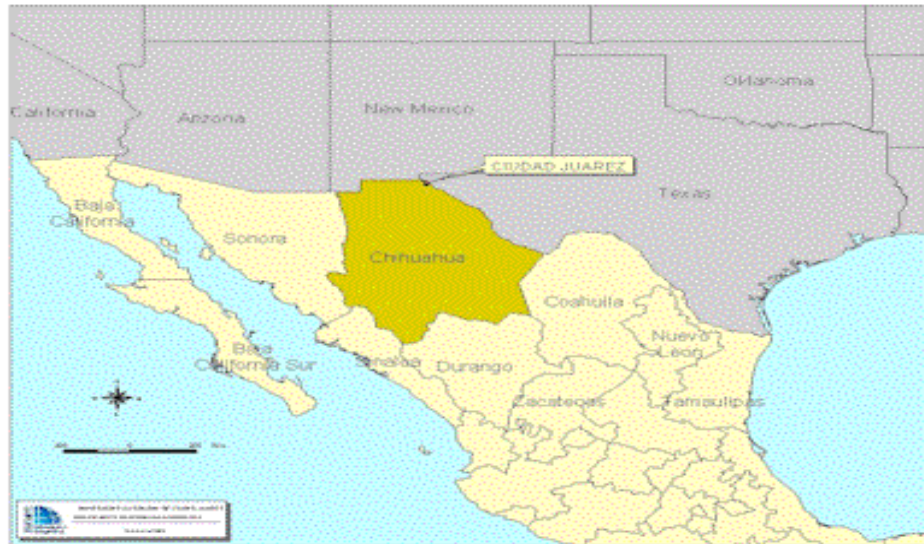 Oklahoma
California
Arizona
New Mexico
CIUDAD JUAREZ
Texas
Baja
California
Sonora
Chihuahua
Coahuila
Nuevo
Leon
Baja
California Sur
Sinaloa
Durango
Zacatecas
Tamaulipas